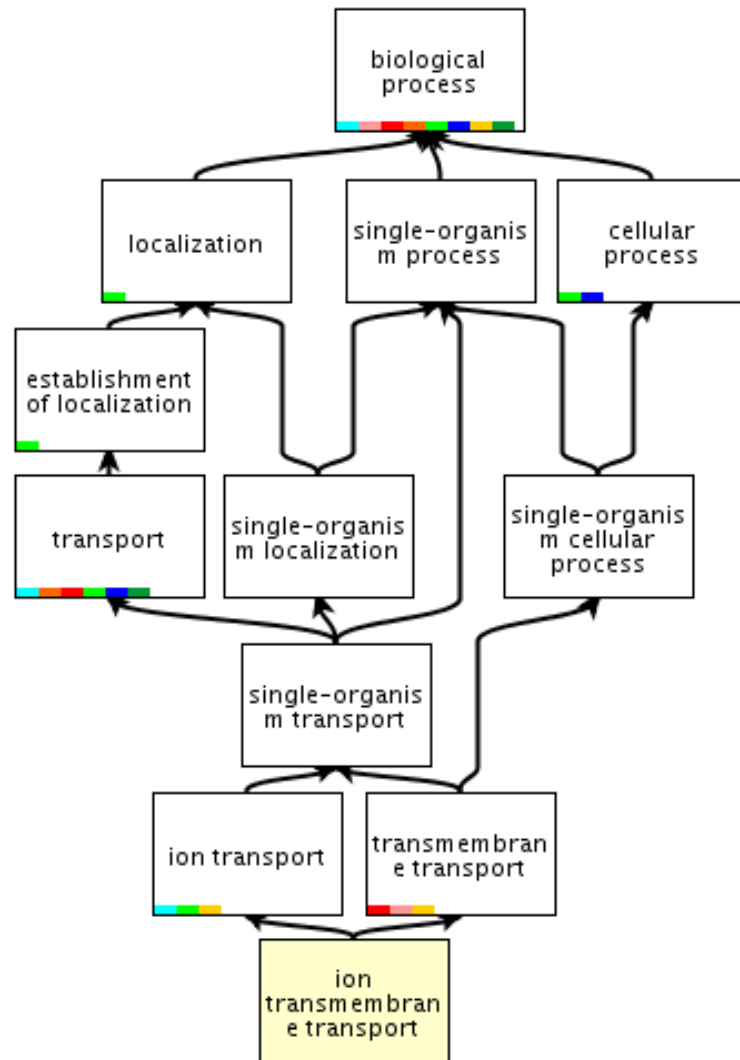 biological
process
localization
single-organis
m process
cellular
process
establishment
of localization
transport
single-organis
m localization
single-organis
m cellular
process
single-organis
m transport
ion transport
transmembran
e transport
ion
transmembran
e transport